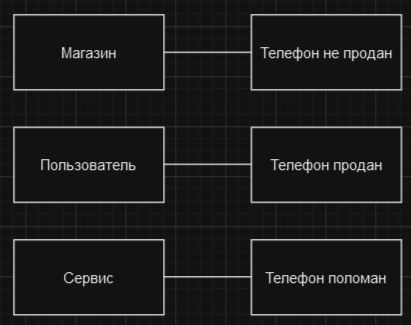 Магазин
Телефон не продан
Пользователь
Телефон продан
Сервис
Телефон поломан